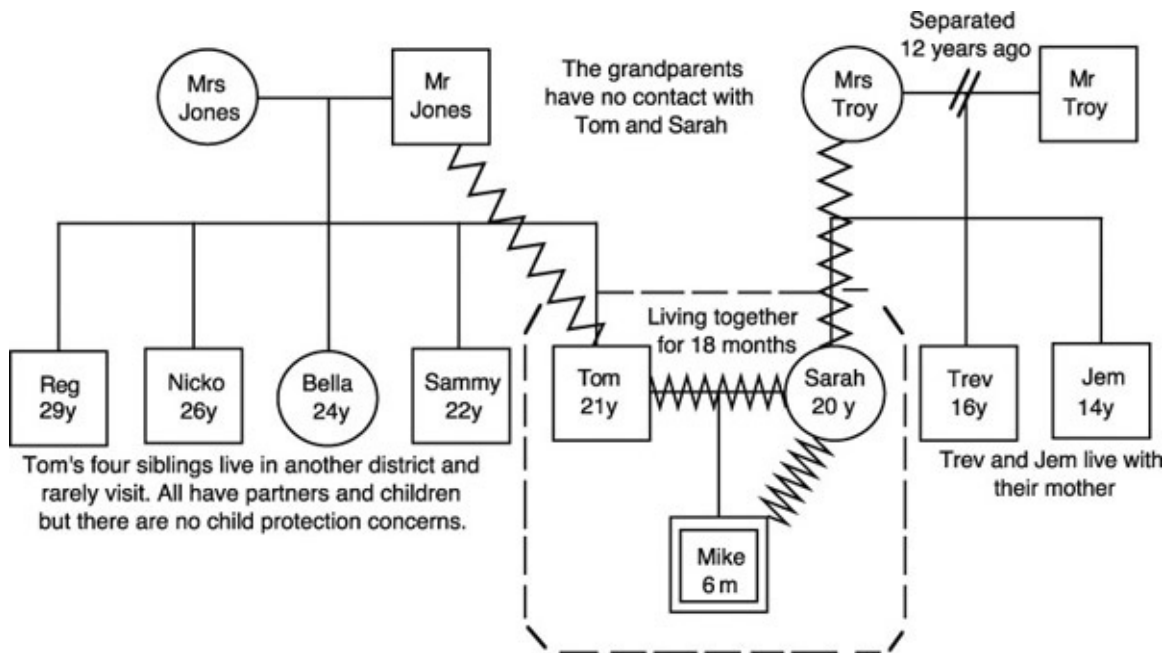 Separated
12 years ago
Mrs
Jones
Mr
Jones
The grandparents
have no contact with
Tom and Sarah
Mrs
Troy
Mr
Troy
Living together
for 18 months
Reg
29y
Nicko
26y
Bella
24y
Sammy
22y
Tom
21y
Sarah
20 y
Trev
16y
Jem
14y
Tom's four siblings live in another district and
rarely visit. All have partners and children
but there are no child protection concerns.
Trev and Jem live with
their mother
Mike
6 m